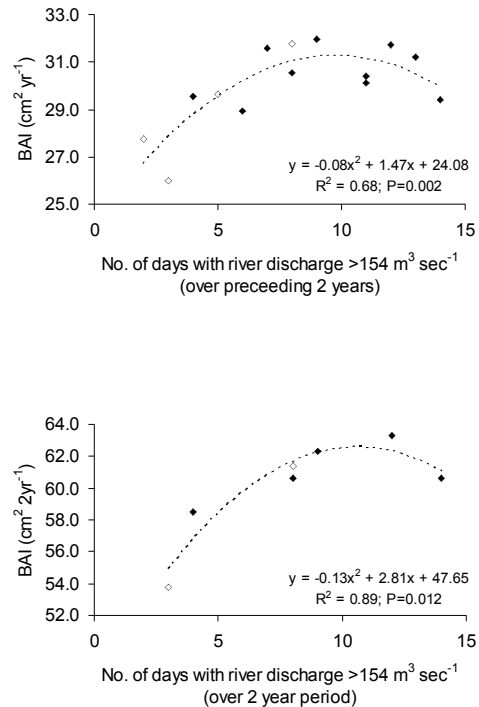 33.0
31.0
29.0
27.0
25.0
BAI (cm² yr⁻¹)
y = -0.08x² + 1.47x + 24.08
R² = 0.68; P=0.002
0 5 10 15
No. of days with river discharge >154 m³ sec⁻¹
(over preceeding 2 years)
64.0
62.0
60.0
58.0
56.0
54.0
52.0
BAI (cm² 2yr⁻¹)
y = -0.13x² + 2.81x + 47.65
R² = 0.89; P=0.012
0 5 10 15
No. of days with river discharge >154 m³ sec⁻¹
(over 2 year period)